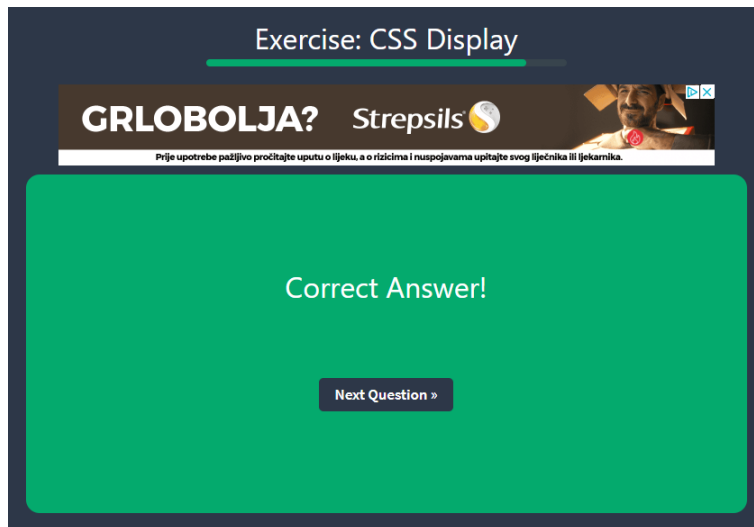 Exercise: CSS Display
GRLOBOLJA? Strepsils
Prije upotrebe pažljivo pročitajte uputu o lijeku, a o rizicima i nuspojavama upitajte svog liječnika ili ljekarnika.
Correct Answer!
Next Question »